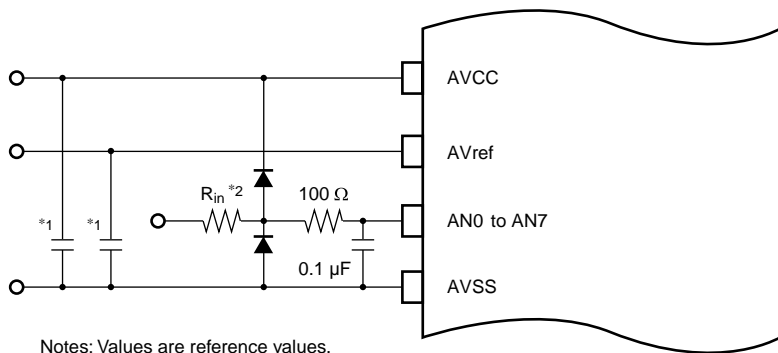 AVCC
AVref
Rin *2
100 Ω
*1
*1
AN0 to AN7
0.1 µF
AVSS
Notes: Values are reference values.